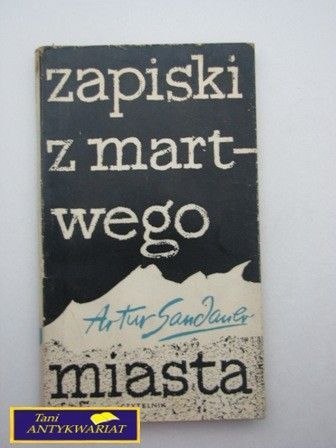 zapiski
z mart-
wego
Artur Sandauer
miasta
CZYTELNIK
Tani
ANTYKWARIAT